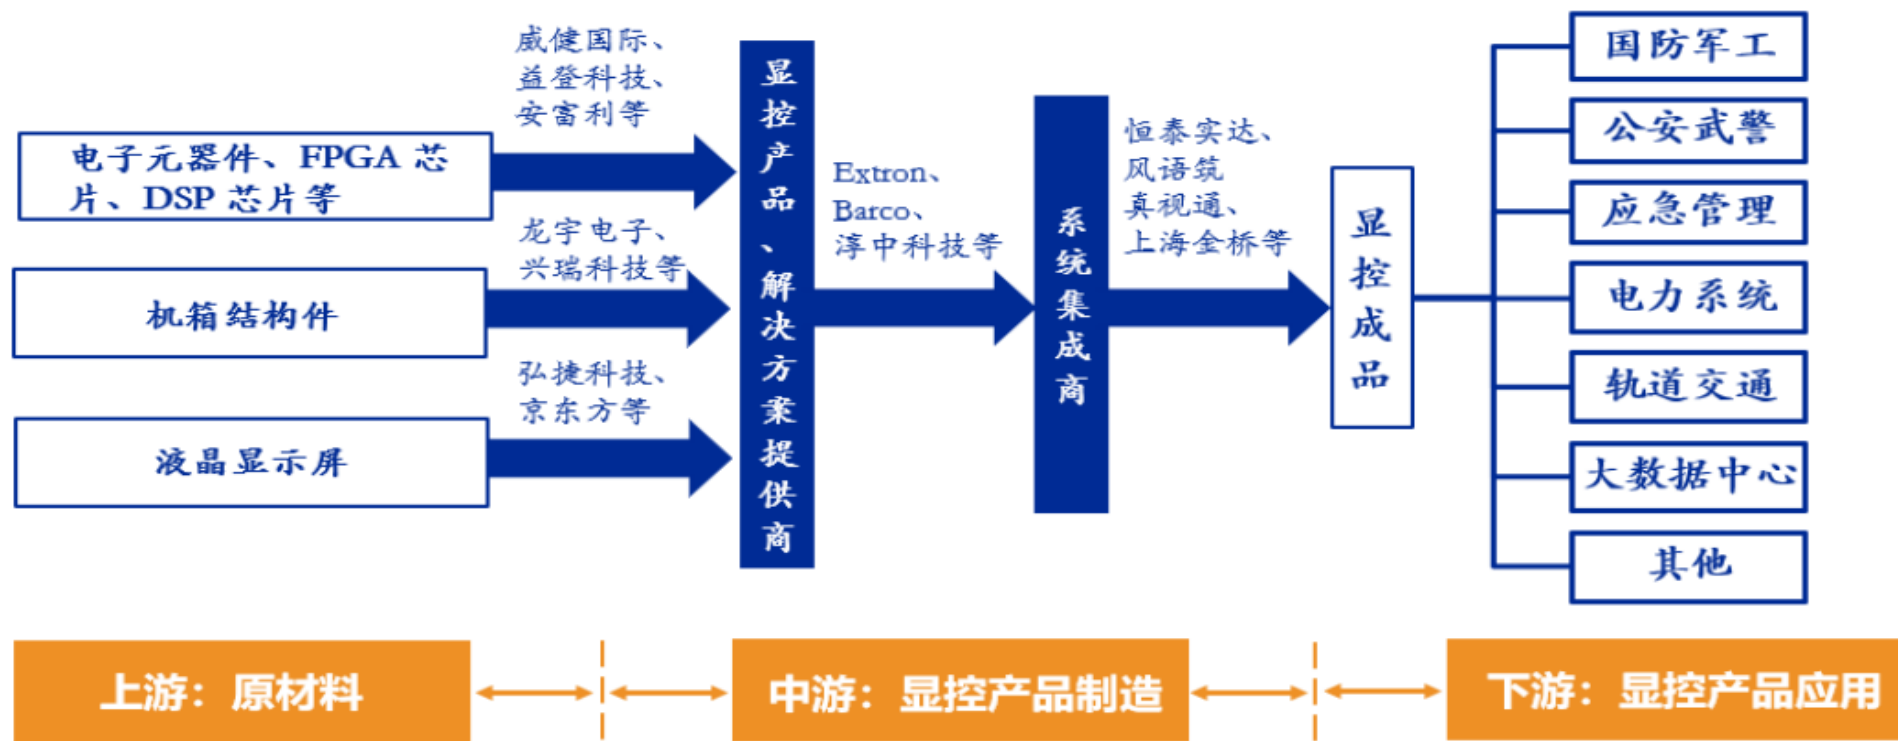 威健国际、
益登科技、
安富利等
电子元器件、FPGA 芯
片、DSP 芯片等
龙宇电子、
兴瑞科技等
机箱结构件
弘捷科技、
京东方等
液晶显示屏
显控产品、解决方案提供商
Extron、
Barco、
淳中科技等
系统集成商
恒泰实达、
风语筑
真视通、
上海金桥等
显控成品
国防军工
公安武警
应急管理
电力系统
轨道交通
大数据中心
其他
上游：原材料
中游：显控产品制造
下游：显控产品应用